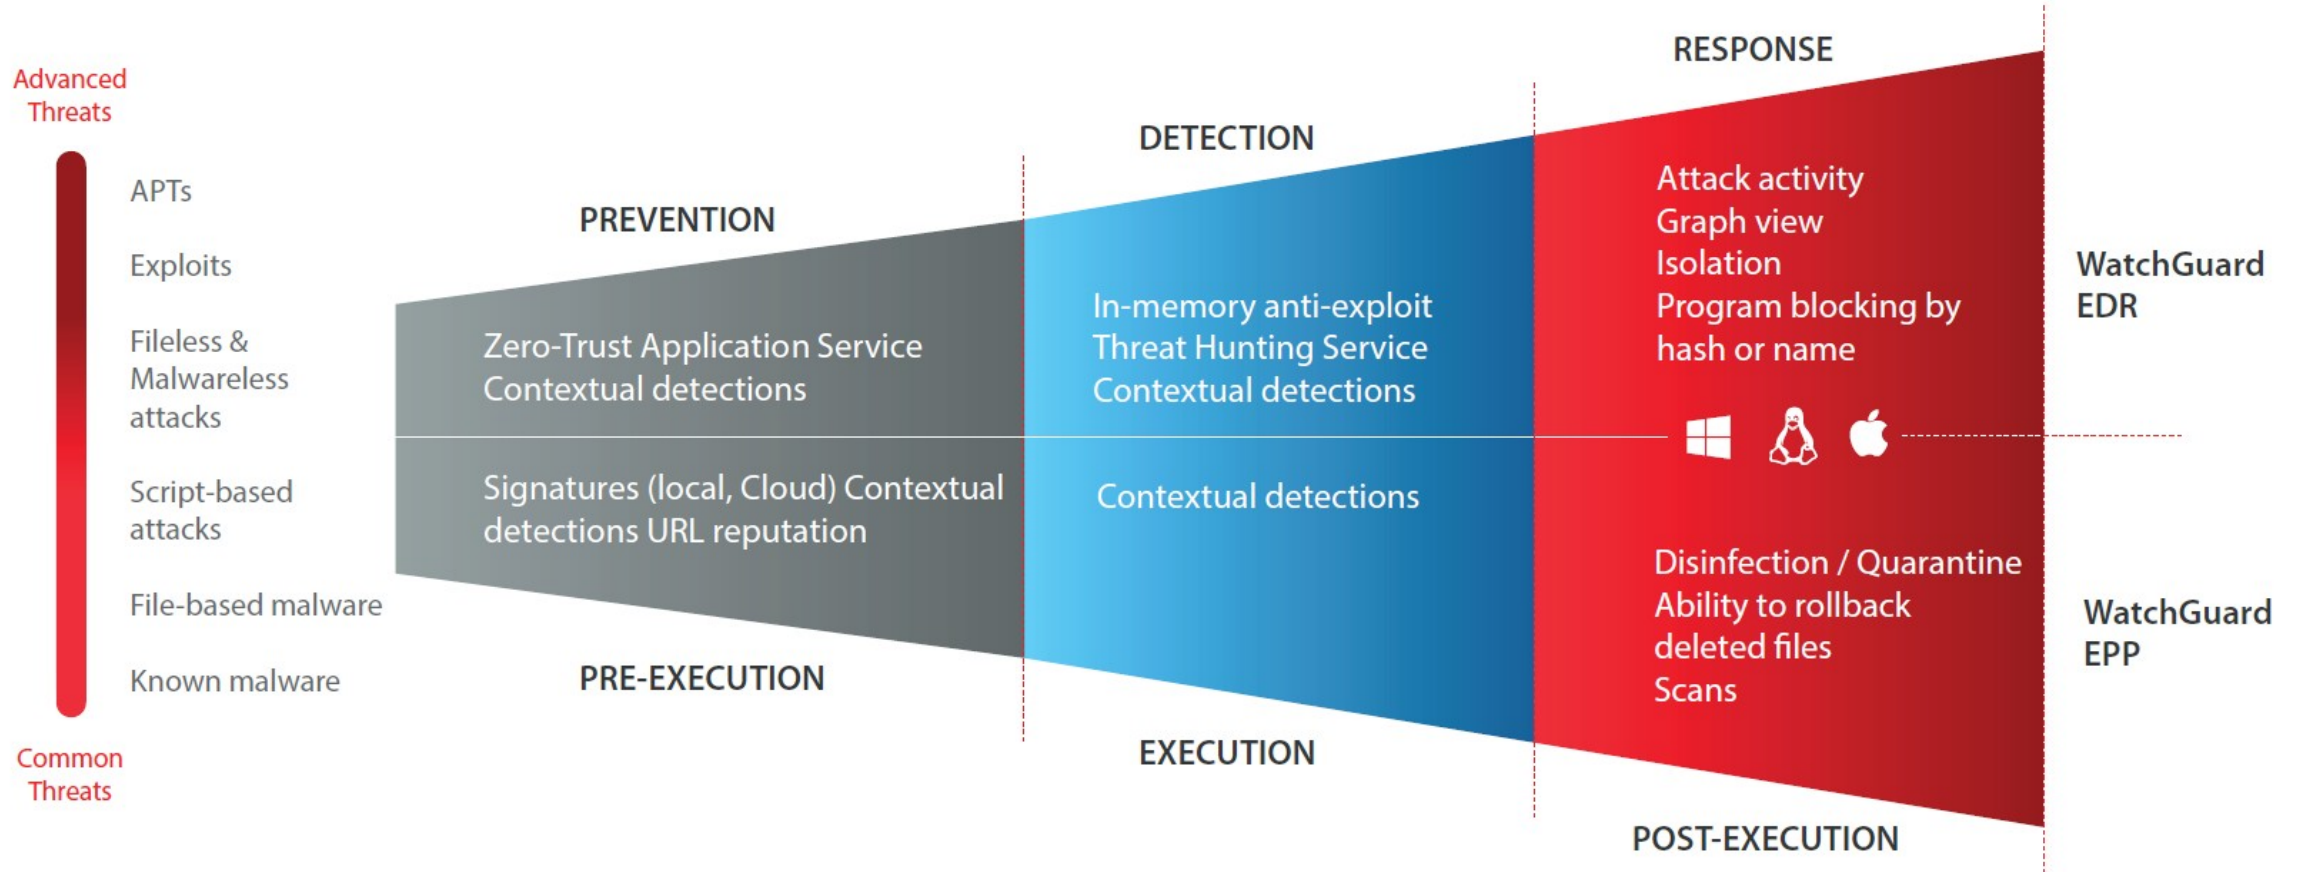 Advanced
Threats
APTs
Exploits
Fileless &
Malwareless
attacks
Script-based
attacks
File-based malware
Known malware
Common
Threats
PREVENTION
Zero-Trust Application Service
Contextual detections
Signatures (local, Cloud) Contextual
detections URL reputation
PRE-EXECUTION
DETECTION
In-memory anti-exploit
Threat Hunting Service
Contextual detections
Contextual detections
EXECUTION
RESPONSE
Attack activity
Graph view
Isolation
Program blocking by
hash or name
Disinfection / Quarantine
Ability to rollback
deleted files
Scans
POST-EXECUTION
WatchGuard
EDR
WatchGuard
EPP